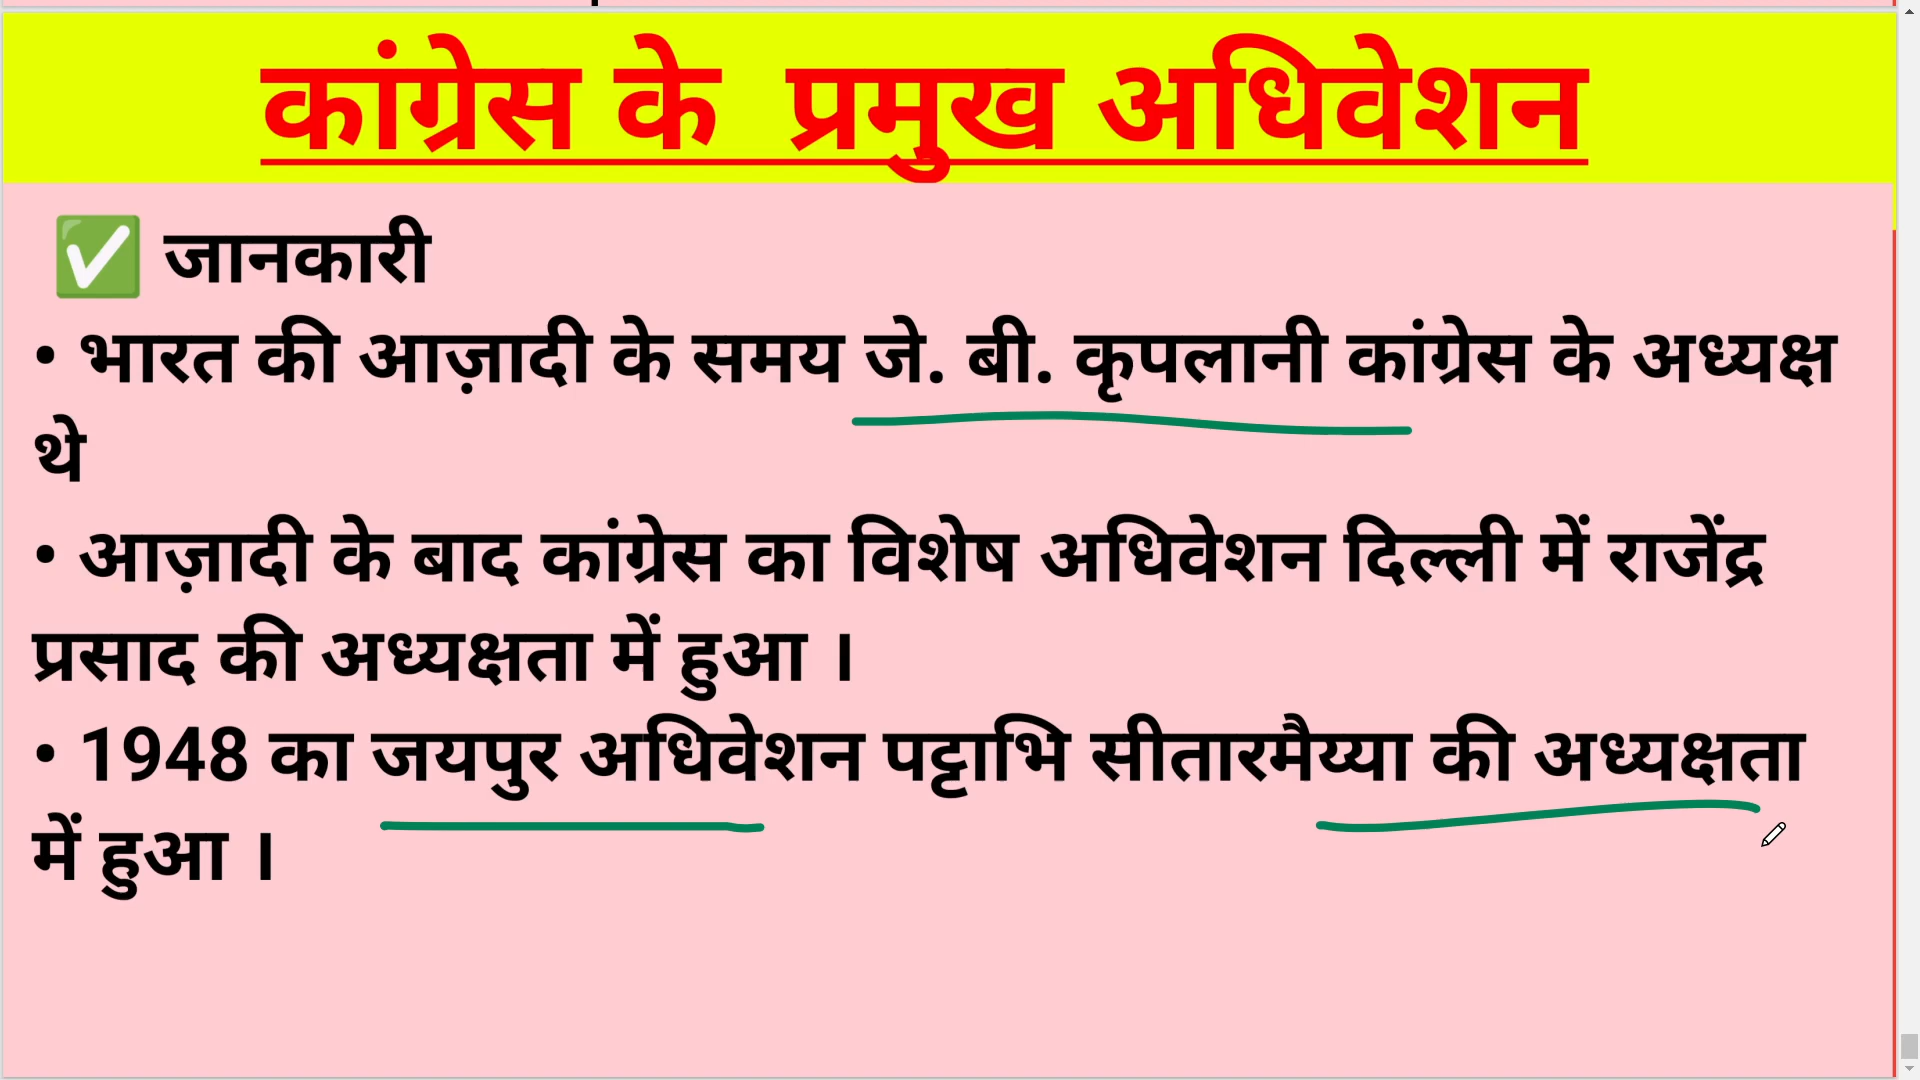 कांग्रेस के प्रमुख अधिवेशन
✅ जानकारी
• भारत की आज़ादी के समय जे. बी. कृपलानी कांग्रेस के अध्यक्ष
थे
• आज़ादी के बाद कांग्रेस का विशेष अधिवेशन दिल्ली में राजेंद्र
प्रसाद की अध्यक्षता में हुआ ।
• 1948 का जयपुर अधिवेशन पट्टाभि सीतारमैय्या की अध्यक्षता
में हुआ ।